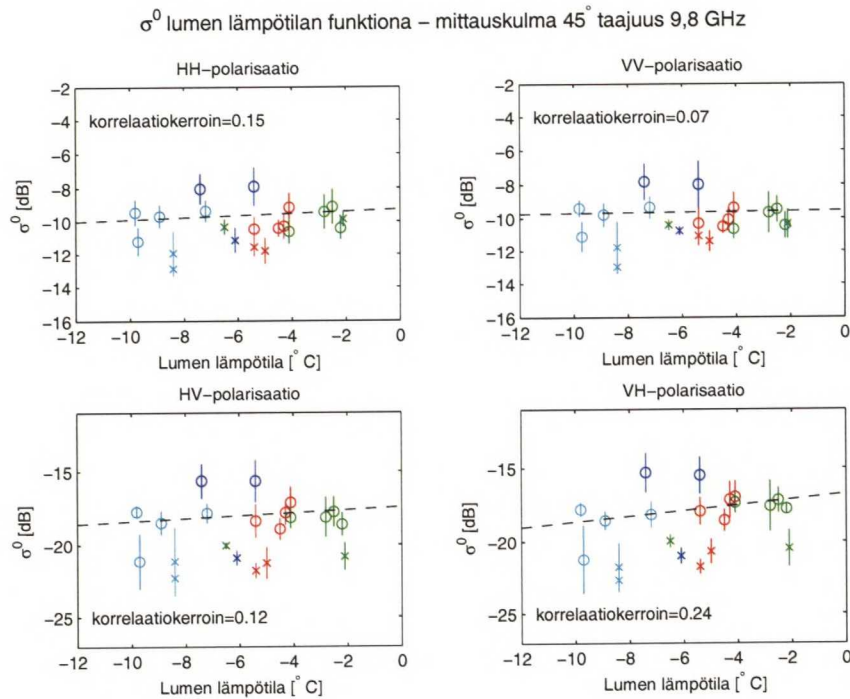 σ⁰ lumen lämpötilan funktiona – mittauskulma 45° taajuus 9,8 GHz
HH–polarisaatio
−2
−4
−6
−8
−10
−12
−14
−16
σ⁰ [dB]
korrelaatiokerroin=0.15
−12 −10 −8 −6 −4 −2 0
Lumen lämpötila [° C]
VV–polarisaatio
−2
−4
−6
−8
−10
−12
−14
−16
σ⁰ [dB]
korrelaatiokerroin=0.07
−12 −10 −8 −6 −4 −2 0
Lumen lämpötila [° C]
HV–polarisaatio
−15
−20
−25
σ⁰ [dB]
korrelaatiokerroin=0.12
−12 −10 −8 −6 −4 −2 0
Lumen lämpötila [° C]
VH–polarisaatio
−15
−20
−25
σ⁰ [dB]
korrelaatiokerroin=0.24
−12 −10 −8 −6 −4 −2 0
Lumen lämpötila [° C]